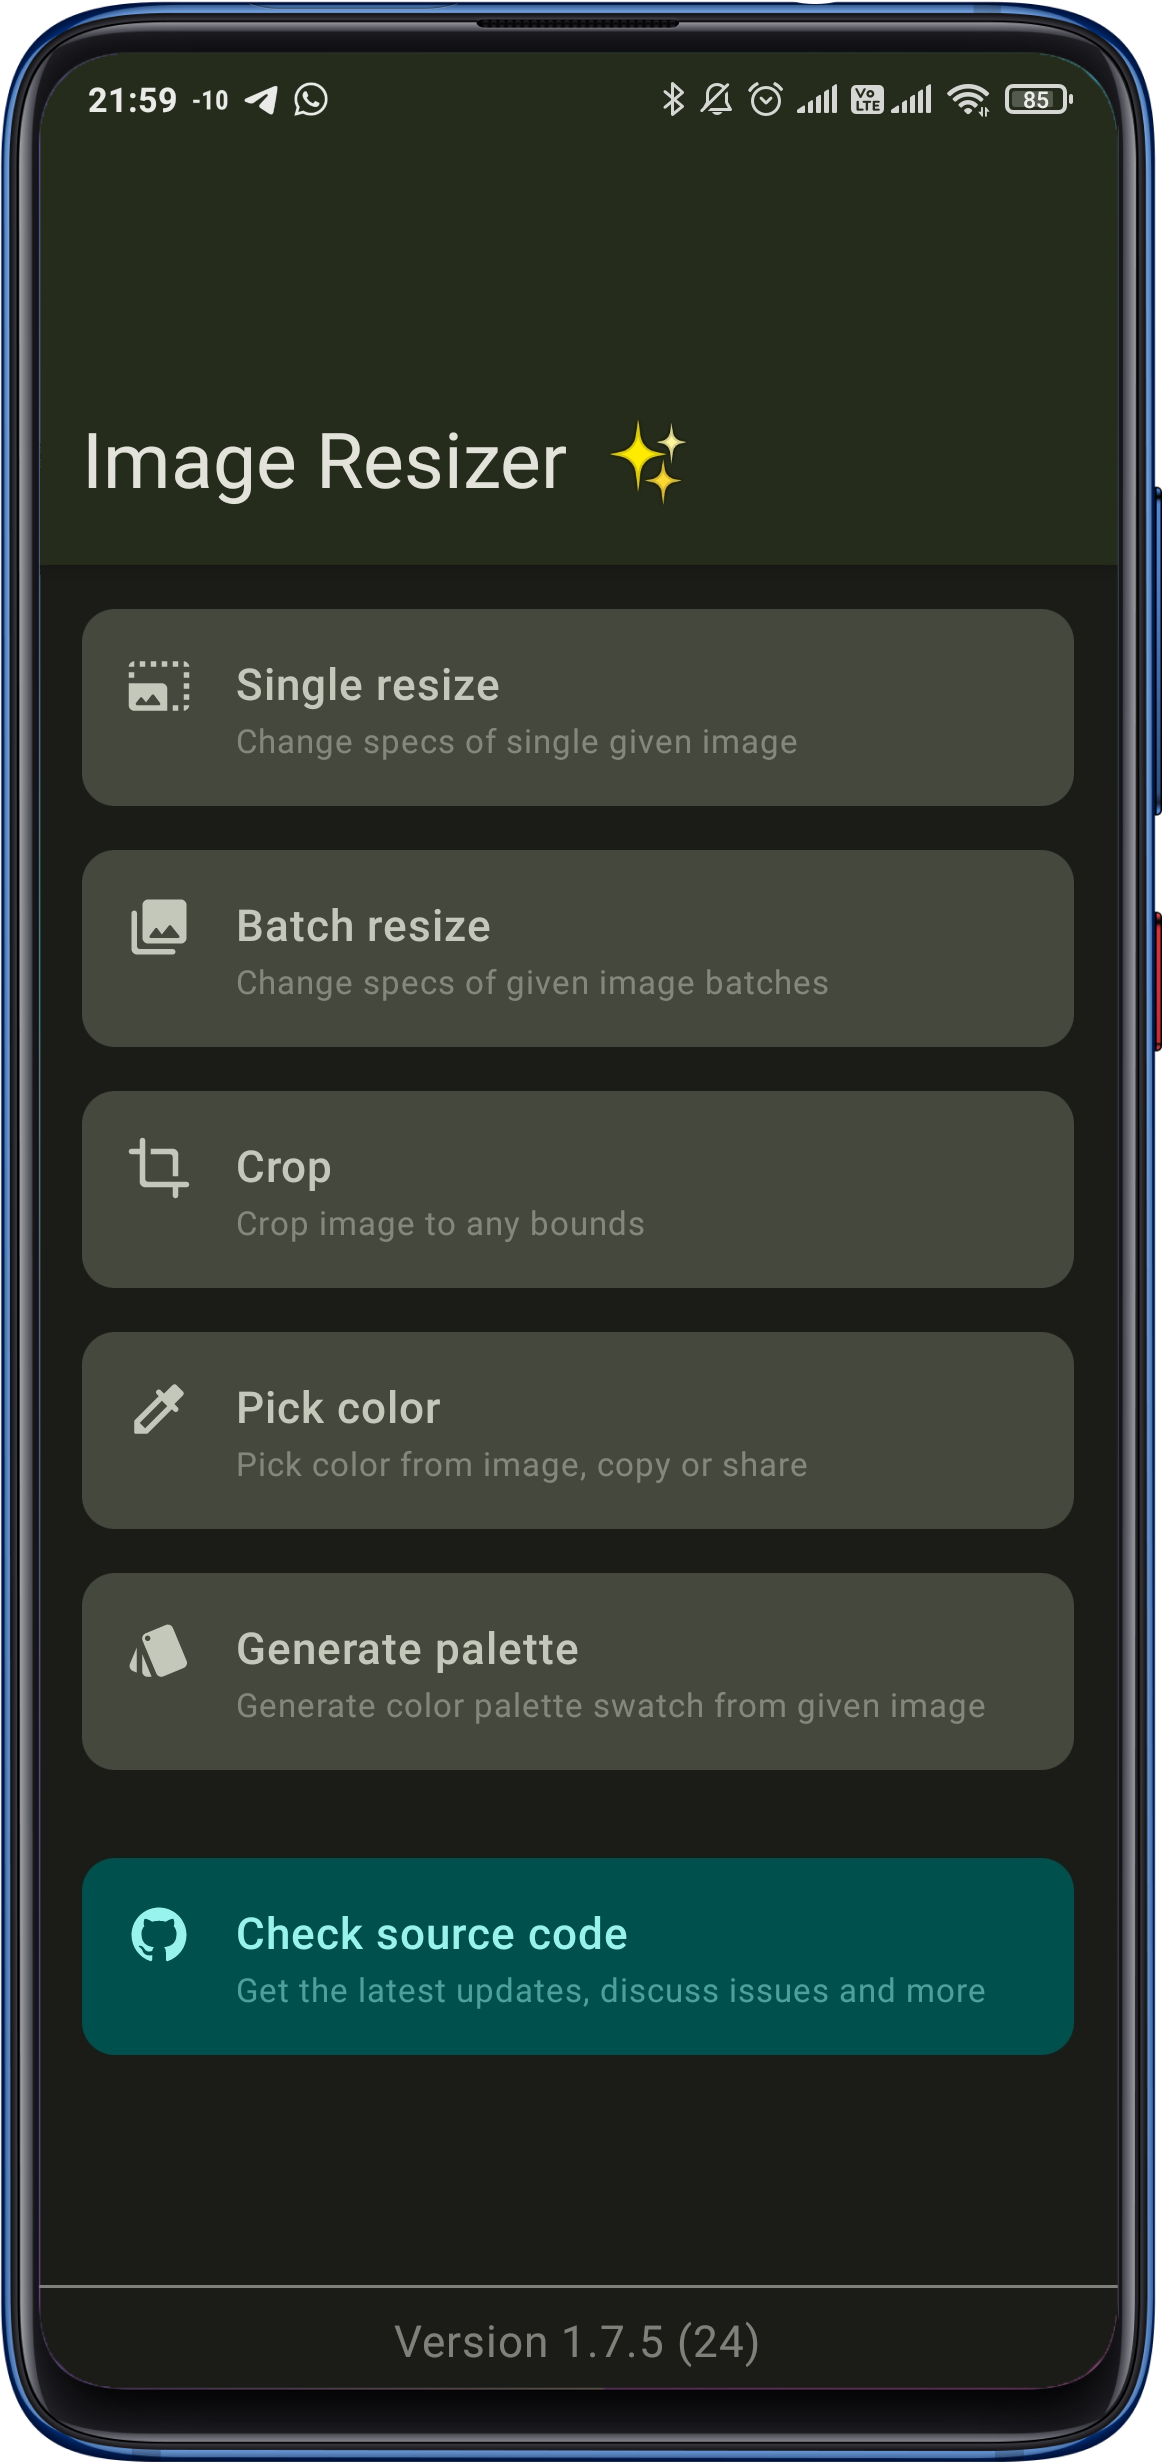 21:59 -10 Vo LTE 85
Image Resizer ✨
Single resize
Change specs of single given image
Batch resize
Change specs of given image batches
Crop
Crop image to any bounds
Pick color
Pick color from image, copy or share
Generate palette
Generate color palette swatch from given image
Check source code
Get the latest updates, discuss issues and more
Version 1.7.5 (24)